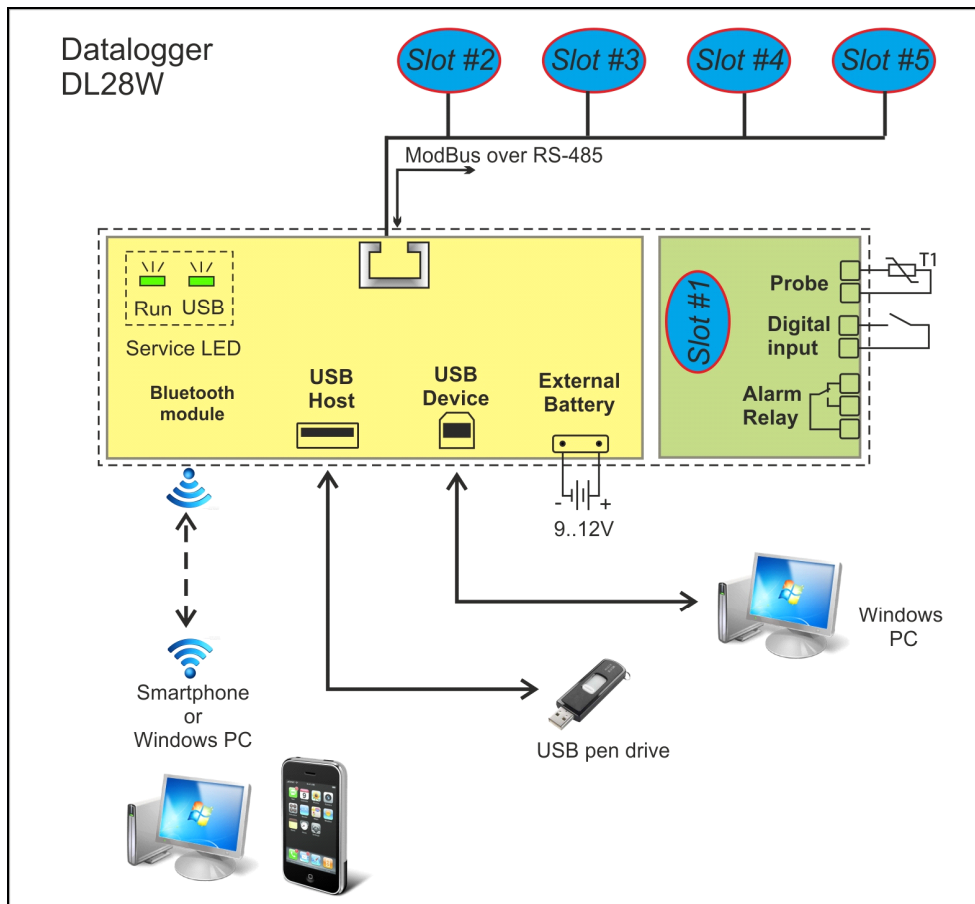 Datalogger
DL28W
Slot #2
Slot #3
Slot #4
Slot #5
ModBus over RS-485
Run
USB
Service LED
Bluetooth
module
USB
Host
USB
Device
External
Battery
Slot #1
Probe
T1
Digital
input
Alarm
Relay
-
+
9..12V
Windows
PC
Smartphone
or
Windows PC
USB pen drive